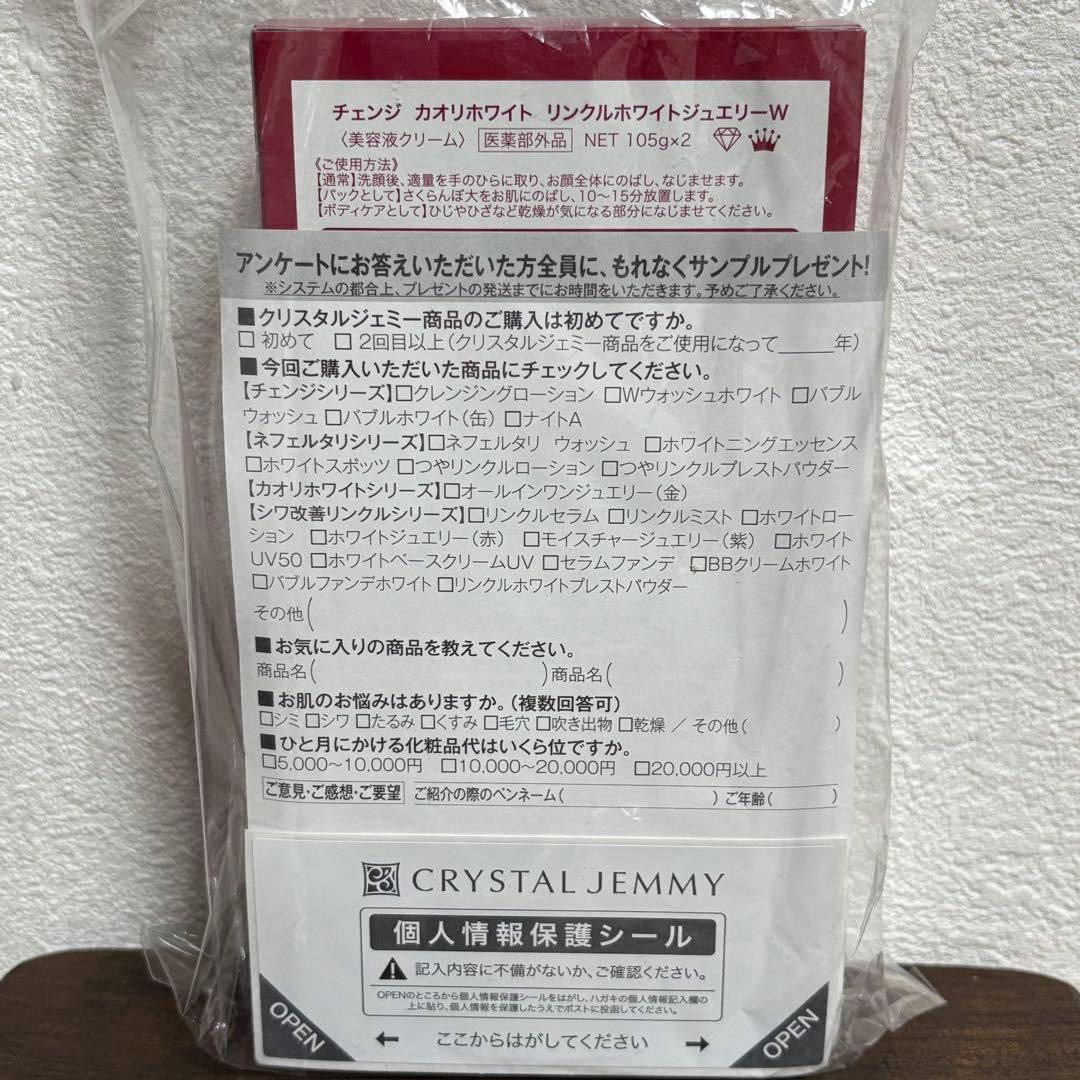 チェンジ カオリホワイト リンクルホワイトジュエリーW
〈美容液クリーム〉 医薬部外品 NET 105g×2
《ご使用方法》
【通常】洗顔後、適量を手のひらに取り、お顔全体にのばし、なじませます。
【パックとして】さくらんぼ大をお肌にのばし、10〜15分放置します。
【ボディケアとして】ひじやひざなど乾燥が気になる部分になじませてください。
アンケートにお答えいただいた方全員に、もれなくサンプルプレゼント!
※システムの都合上、プレゼントの発送までにお時間をいただきます。予めご了承ください。
■クリスタルジェミー商品のご購入は初めてですか。
□ 初めて □ 2回目以上(クリスタルジェミー商品をご使用になって_____年)
■今回ご購入いただいた商品にチェックしてください。
【チェンジシリーズ】□クレンジングローション □Wウォッシュホワイト □バブル
ウォッシュ □バブルホワイト(缶) □ナイトA
【ネフェルタリシリーズ】□ネフェルタリ ウォッシュ □ホワイトニングエッセンス
□ホワイトスポッツ □つやリンクルローション □つやリンクルプレストパウダー
【カオリホワイトシリーズ】□オールインワンジュエリー(金)
【シワ改善リンクルシリーズ】□リンクルセラム □リンクルミスト □ホワイトロー
ション □ホワイトジュエリー(赤) □モイスチャージュエリー(紫) □ホワイト
UV50 □ホワイトベースクリームUV □セラムファンデ □BBクリームホワイト
□バブルファンデホワイト □リンクルホワイトプレストパウダー
その他( )
■お気に入りの商品を教えてください。
商品名( )商品名( )
■お肌のお悩みはありますか。(複数回答可)
□シミ □シワ □たるみ □くすみ □毛穴 □吹き出物 □乾燥 / その他( )
■ひと月にかける化粧品代はいくら位ですか。
□5,000〜10,000円 □10,000〜20,000円 □20,000円以上
ご意見・ご感想・ご要望 ご紹介の際のペンネーム( ) ご年齢( )
CRYSTAL JEMMY
個人情報保護シール
記入内容に不備がないか、ご確認ください。
OPENのところから個人情報保護シールをはがし、ハガキの個人情報記入欄の
上に貼り、個人情報を保護したうえでポストに投函してください。
OPEN ← ここからはがしてください → OPEN